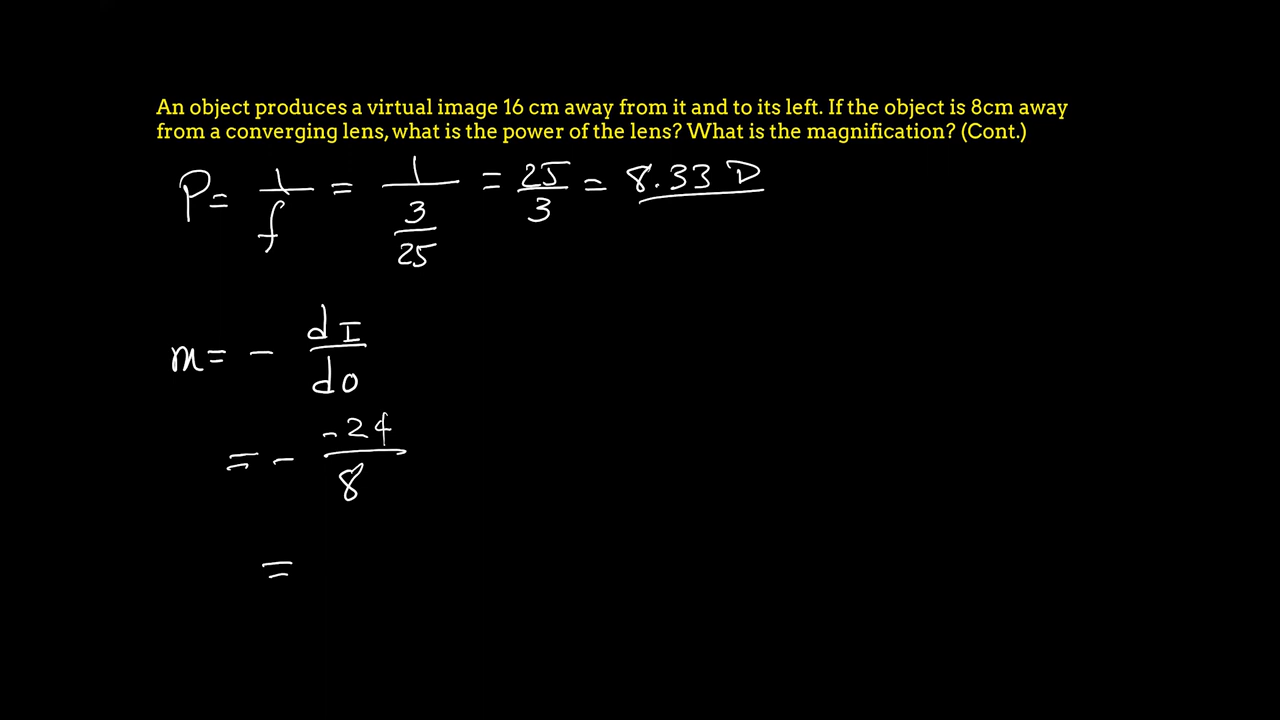 An object produces a virtual image 16 cm away from it and to its left. If the object is 8cm away
from a converging lens, what is the power of the lens? What is the magnification? (Cont.)
P = 1/f = 1/(3/25) = 25/3 = 8.33 D
m = - dI/do
= - -24/8
=